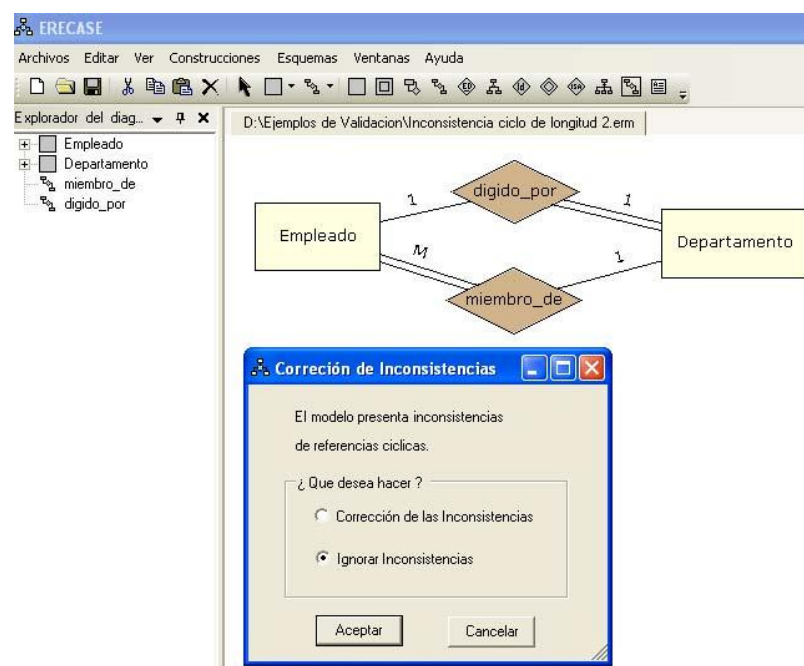 ERECASE
Archivos Editar Ver Construcciones Esquemas Ventanas Ayuda
Explorador del diag...
D:\Ejemplos de Validacion\Inconsistencia ciclo de longitud 2.erm
Empleado
Departamento
miembro_de
digido_por
digido_por
1
1
Empleado
Departamento
M
1
miembro_de
Correción de Inconsistencias
El modelo presenta inconsistencias
de referencias ciclicas.
¿ Que desea hacer ?
Corrección de las Inconsistencias
Ignorar Inconsistencias
Aceptar Cancelar